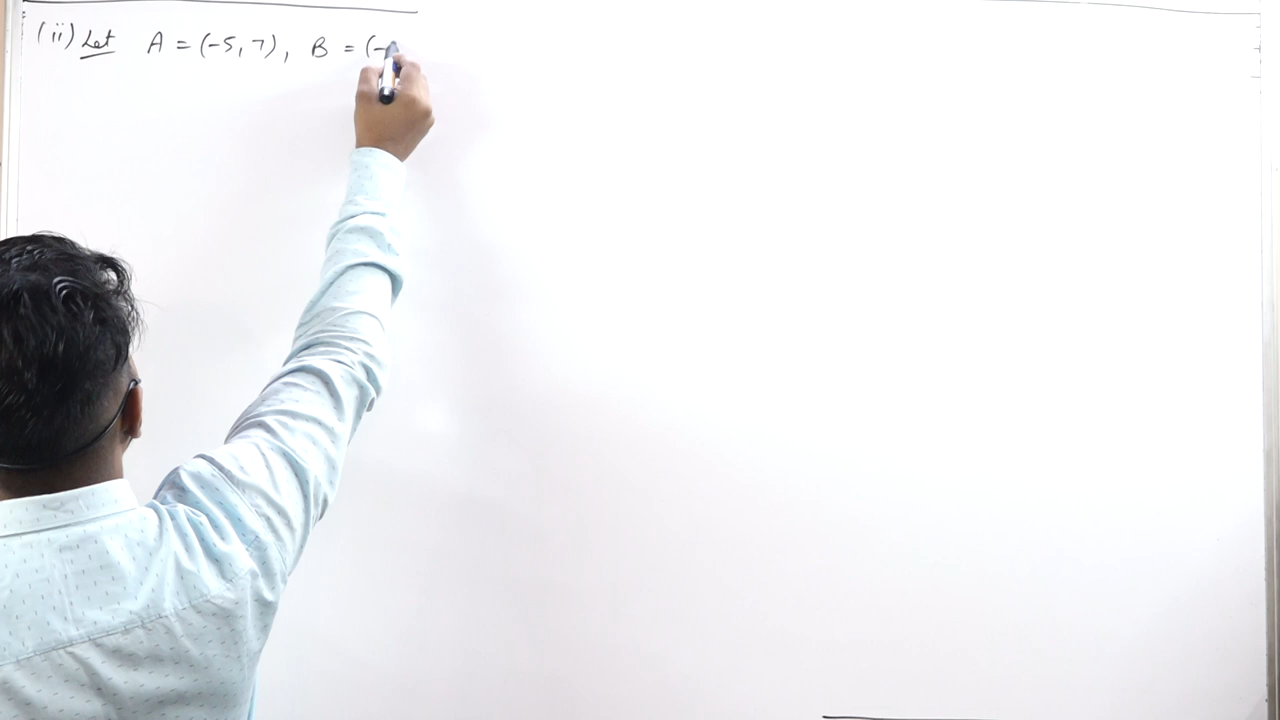 (ii) Let A = (-5, 7), B = (-